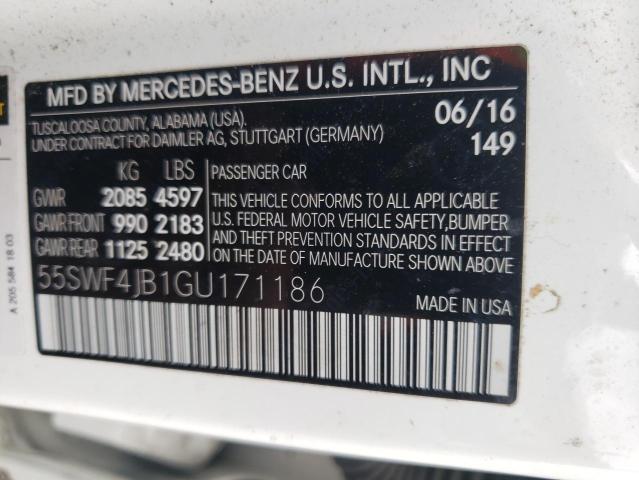 MFD BY MERCEDES-BENZ U.S. INTL., INC
TUSCALOOSA COUNTY, ALABAMA (USA).
UNDER CONTRACT FOR DAIMLER AG, STUTTGART (GERMANY)
06/16
149
KG LBS
GVWR 2085 4597
GAWR FRONT 990 2183
GAWR REAR 1125 2480
PASSENGER CAR
THIS VEHICLE CONFORMS TO ALL APPLICABLE
U.S. FEDERAL MOTOR VEHICLE SAFETY,BUMPER
AND THEFT PREVENTION STANDARDS IN EFFECT
ON THE DATE OF MANUFACTURE SHOWN ABOVE.
55SWF4JB1GU171186
MADE IN USA
A 205 584 18 03